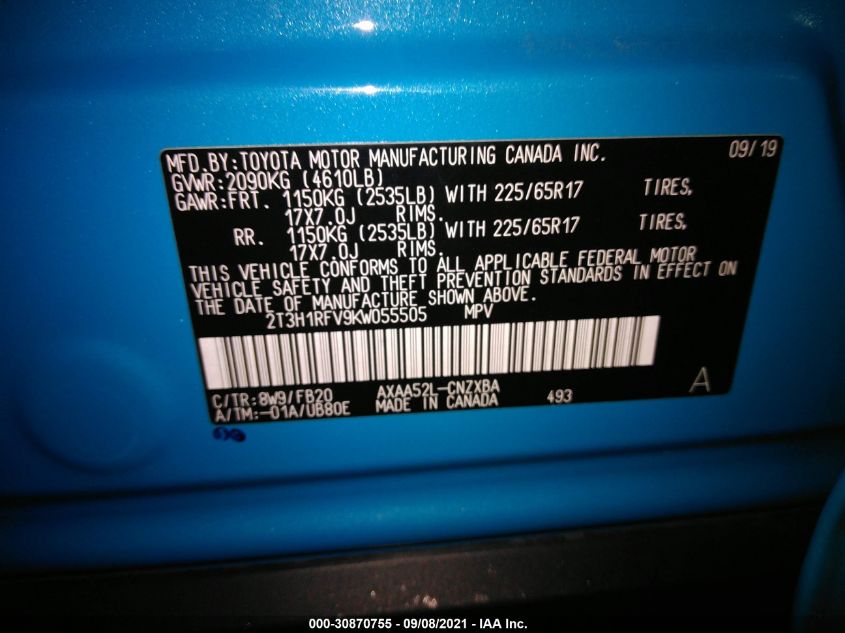 MFD.BY:TOYOTA MOTOR MANUFACTURING CANADA INC. 09/19
GVWR:2090KG (4610LB)
GAWR:FRT. 1150KG (2535LB) WITH 225/65R17 TIRES,
17X7.0J RIMS.
RR. 1150KG (2535LB) WITH 225/65R17 TIRES,
17X7.0J RIMS.
THIS VEHICLE CONFORMS TO ALL APPLICABLE FEDERAL MOTOR
VEHICLE SAFETY AND THEFT PREVENTION STANDARDS IN EFFECT ON
THE DATE OF MANUFACTURE SHOWN ABOVE.
2T3H1RFV9KW055505 MPV
C/TR:8W9/FB20 AXAA52L-CNZXBA A
A/TM:-01A/UB80E MADE IN CANADA 493
000-30870755 - 09/08/2021 - IAA Inc.